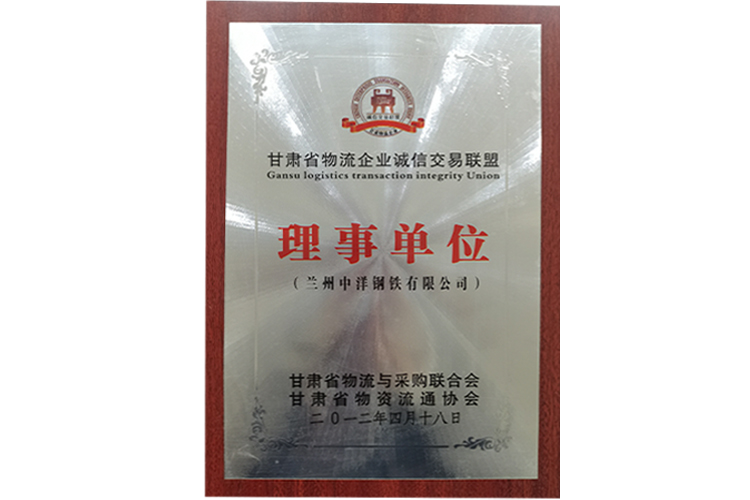 甘肃省物流企业诚信交易联盟
Gansu logistics transaction integrity Union
理事单位
（兰州中洋钢铁有限公司）
甘肃省物流与采购联合会
甘肃省物资流通协会
二〇一二年四月十八日